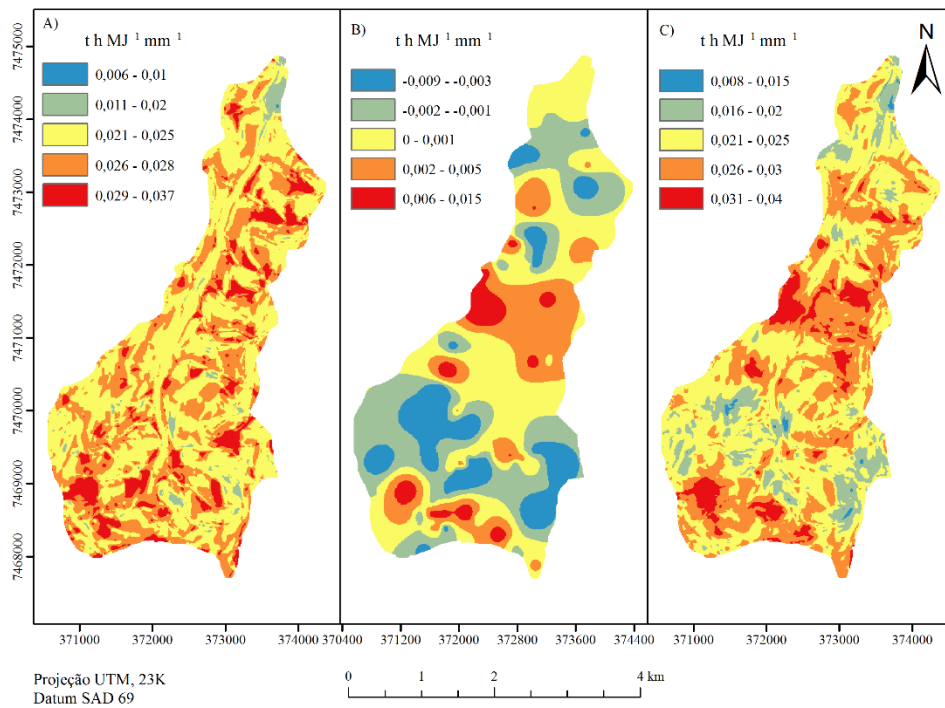 A)
t h MJ ¹ mm ¹
0,006 - 0,01
0,011 - 0,02
0,021 - 0,025
0,026 - 0,028
0,029 - 0,037
B)
t h MJ ¹ mm ¹
-0,009 - -0,003
-0,002 - -0,001
0 - 0,001
0,002 - 0,005
0,006 - 0,015
C)
t h MJ ¹ mm ¹
0,008 - 0,015
0,016 - 0,02
0,021 - 0,025
0,026 - 0,03
0,031 - 0,04
N
7475000
7474000
7473000
7472000
7471000
7470000
7469000
7468000
371000 372000 373000 374000
370400 371200 372000 372800 373600 374400
371000 372000 373000 374000
Projeção UTM, 23K
Datum SAD 69
0 1 2 4 km